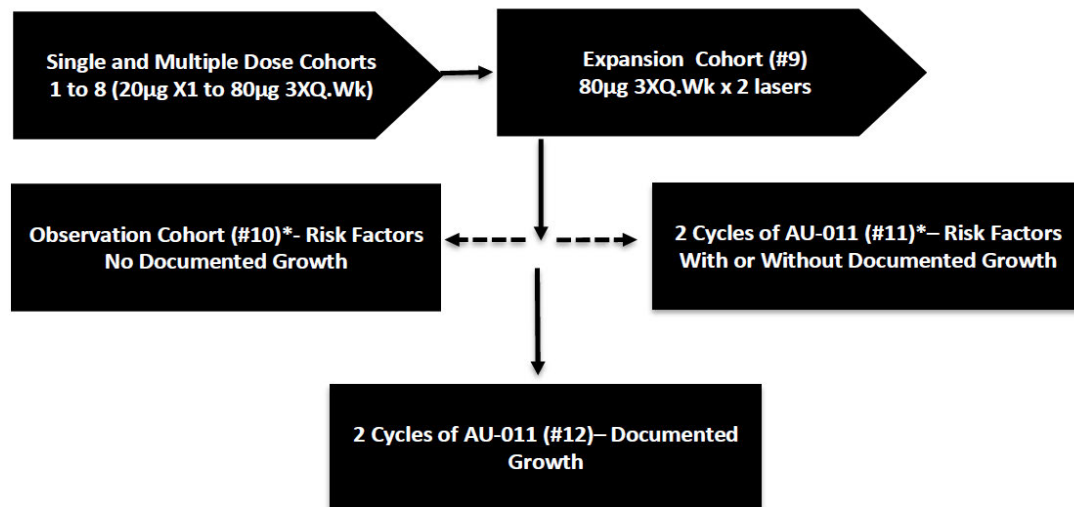 Single and Multiple Dose Cohorts
1 to 8 (20µg X1 to 80µg 3XQ.Wk)
Expansion Cohort (#9)
80µg 3XQ.Wk x 2 lasers
Observation Cohort (#10)*- Risk Factors
No Documented Growth
2 Cycles of AU-011 (#11)*– Risk Factors
With or Without Documented Growth
2 Cycles of AU-011 (#12)– Documented
Growth